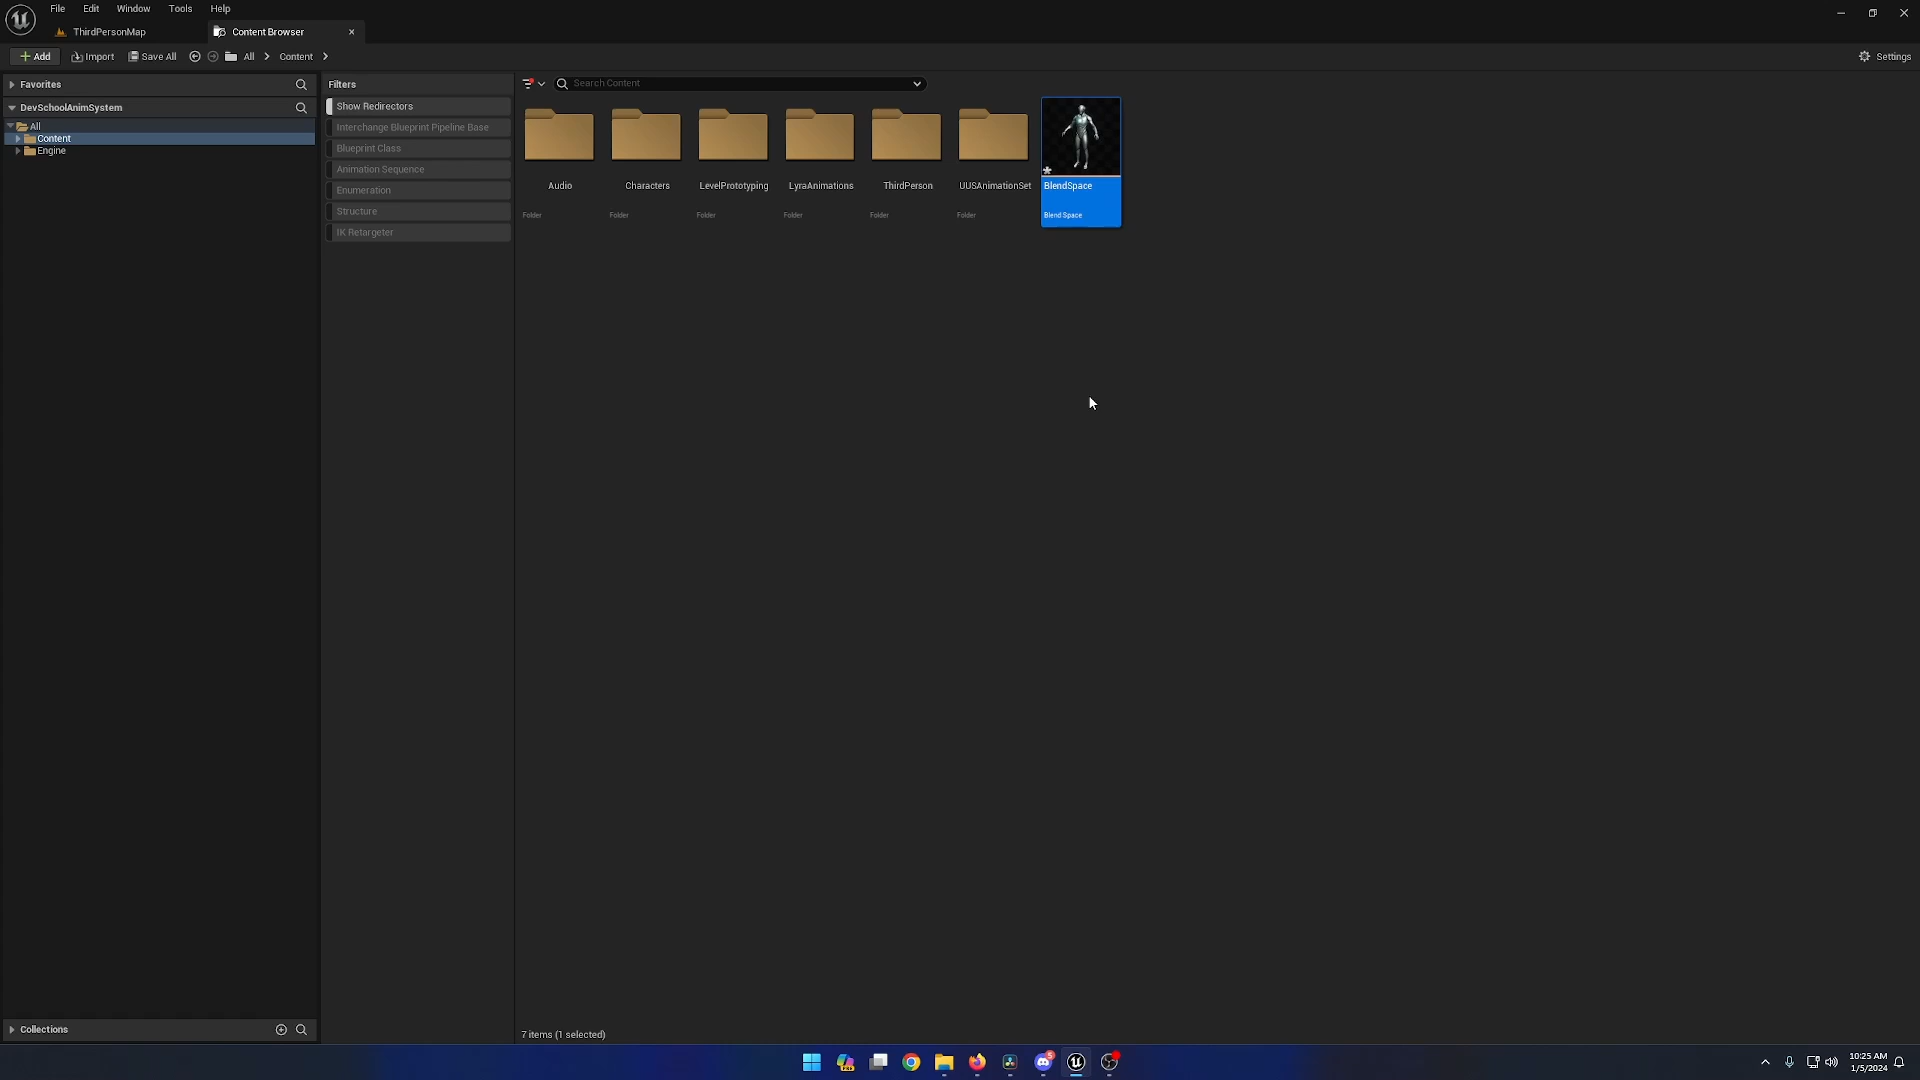 File Edit Window Tools Help
ThirdPersonMap
Content Browser
Add Import Save All All Content Settings
Favorites
Filters
Search Content
DevSchoolAnimSystem
All
Content
Engine
Show Redirectors
Interchange Blueprint Pipeline Base
Blueprint Class
Animation Sequence
Enumeration
Structure
IK Retargeter
Audio Characters LevelPrototyping LyraAnimations ThirdPerson UUSAnimationSet BlendSpace
Folder Folder Folder Folder Folder Folder Blend Space
Collections
7 items (1 selected)
10:25 AM
1/5/2024